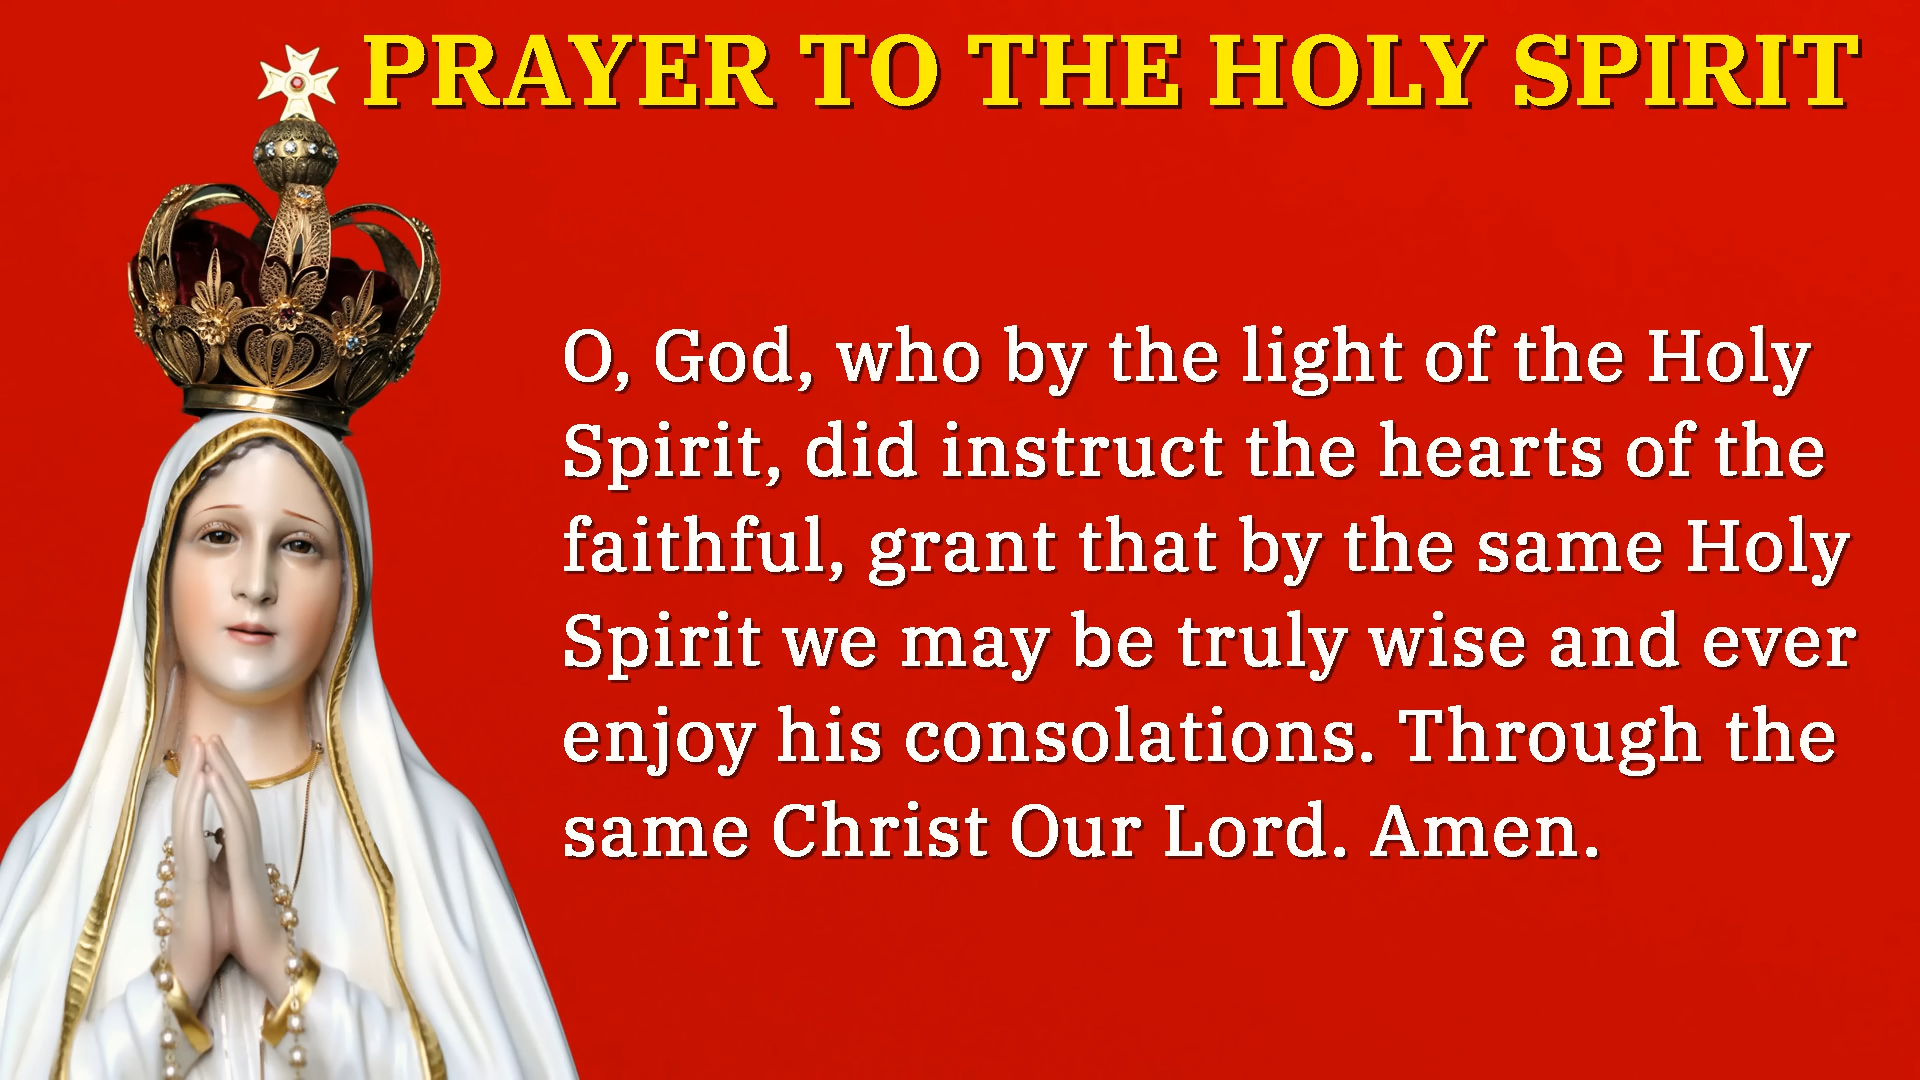 PRAYER TO THE HOLY SPIRIT
O, God, who by the light of the Holy
Spirit, did instruct the hearts of the
faithful, grant that by the same Holy
Spirit we may be truly wise and ever
enjoy his consolations. Through the
same Christ Our Lord. Amen.